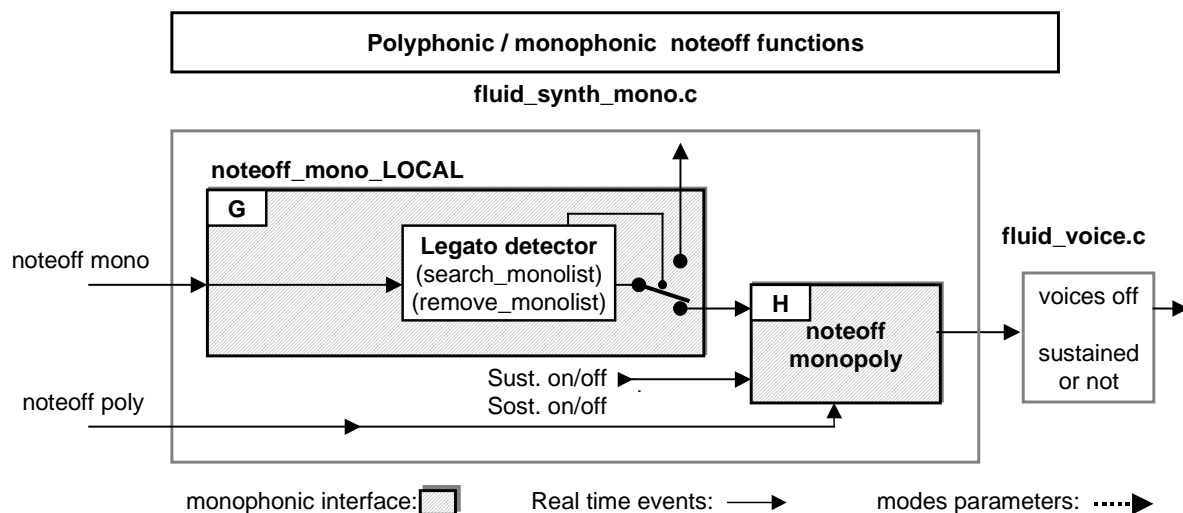 Polyphonic / monophonic noteoff functions
fluid_synth_mono.c
noteoff_mono_LOCAL
G
Legato detector
(search_monolist)
(remove_monolist)
noteoff mono
fluid_voice.c
H
noteoff
monopoly
voices off
sustained
or not
Sust. on/off
Sost. on/off
noteoff poly
monophonic interface:
Real time events:
modes parameters: